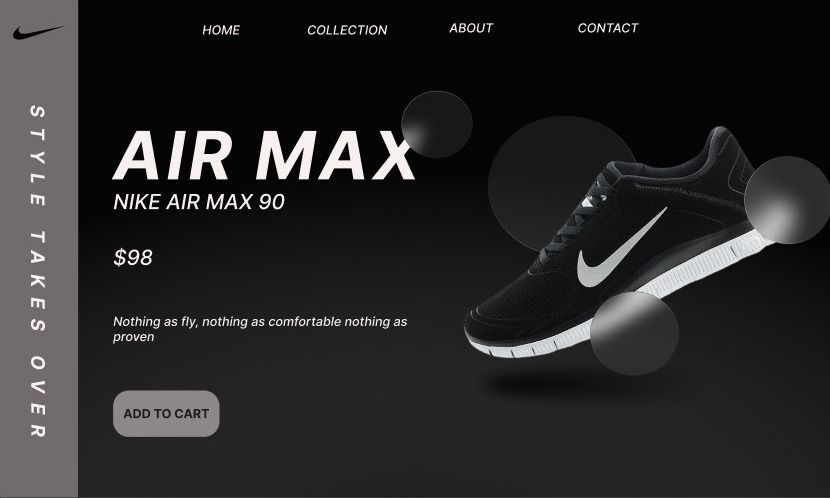 HOME
COLLECTION
ABOUT
CONTACT
STYLE TAKES OVER
AIR MAX
NIKE AIR MAX 90
$98
Nothing as fly, nothing as comfortable nothing as
proven
ADD TO CART